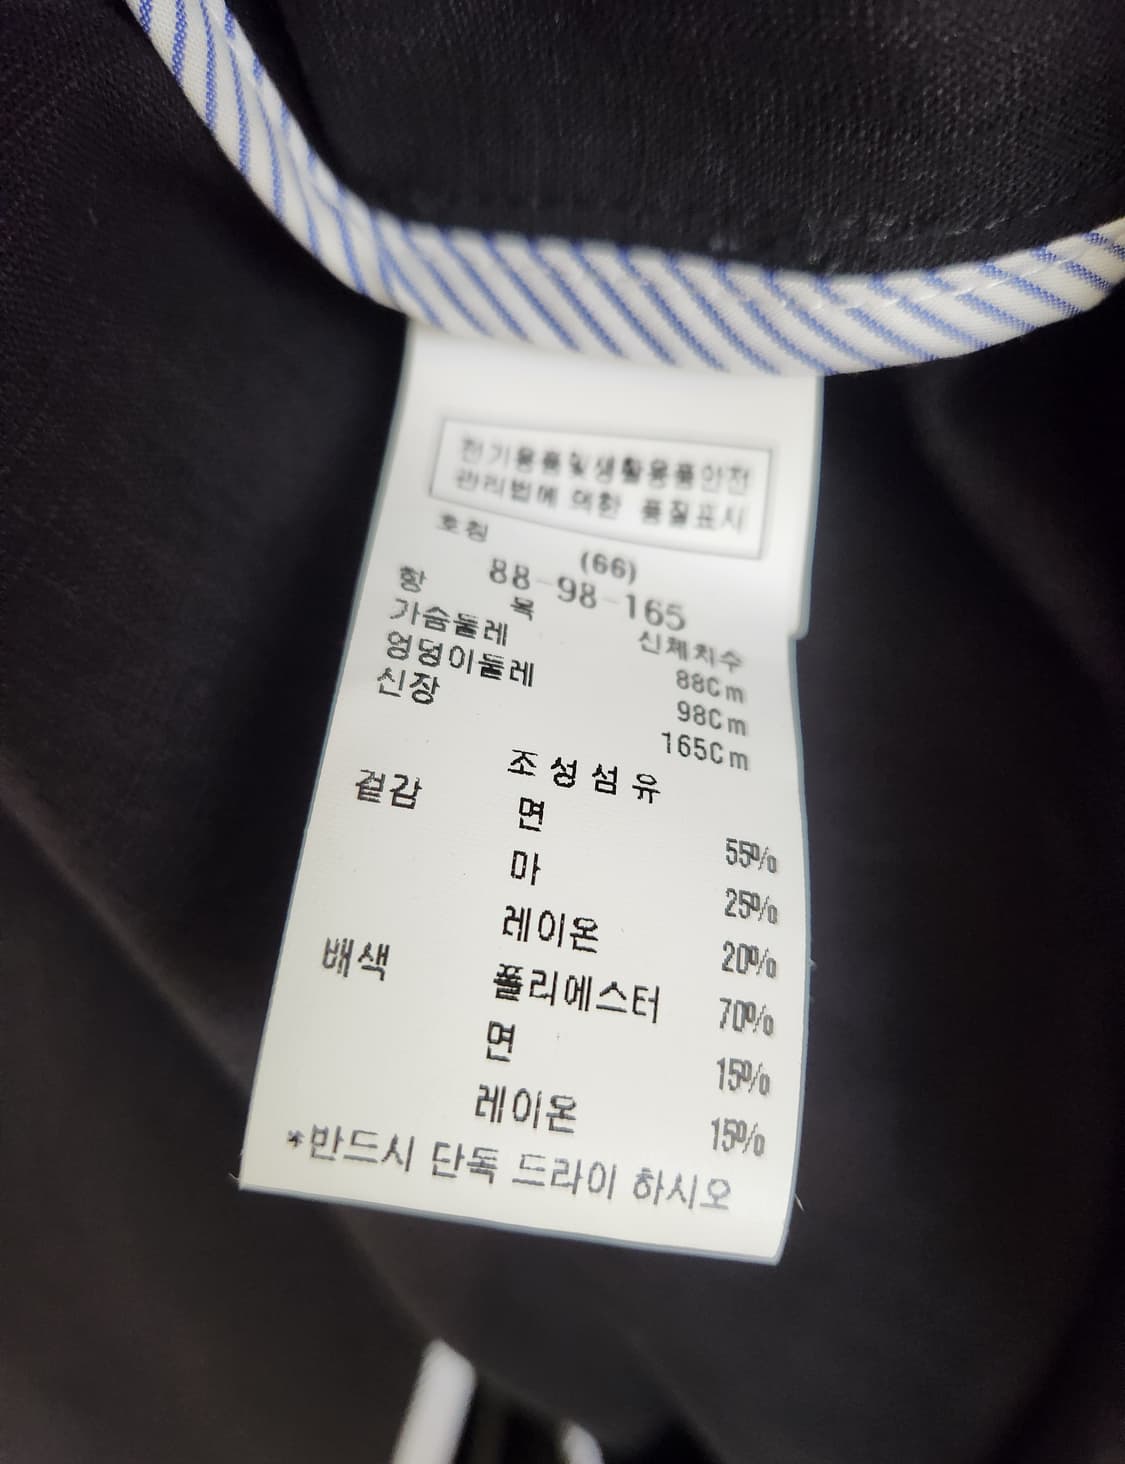 전기용품및생활용품안전
관리법에 의한 품질표시
호칭 (66)
88-98-165
항 목 신체치수
가슴둘레 88Cm
엉덩이둘레 98Cm
신장 165Cm
조성섬유
겉감 면 55%
마 25%
레이온 20%
배색 폴리에스터 70%
면 15%
레이온 15%
*반드시 단독 드라이 하시오